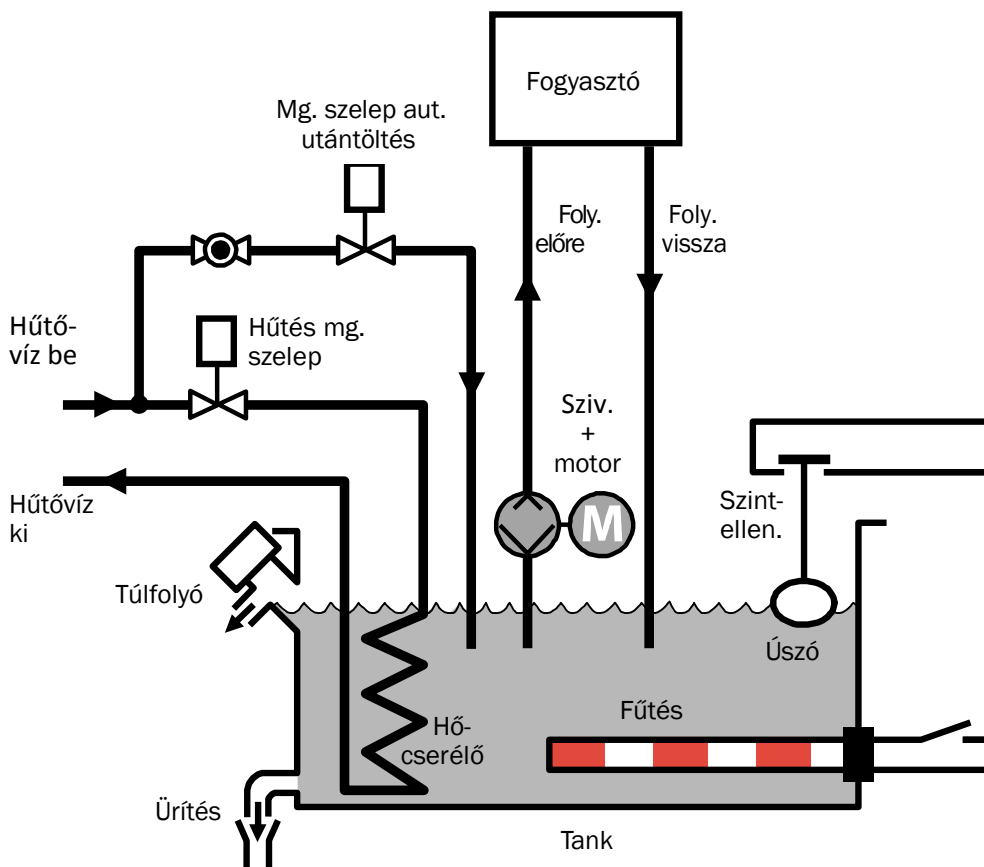 Fogyasztó
Mg. szelep aut.
utántöltés
Foly.
előre
Foly.
vissza
Hűtő-
víz be
Hűtés mg.
szelep
Sziv.
+
motor
M
Hűtővíz
ki
Szint-
ellen.
Túlfolyó
Úszó
Fűtés
Hő-
cserélő
Ürítés
Tank